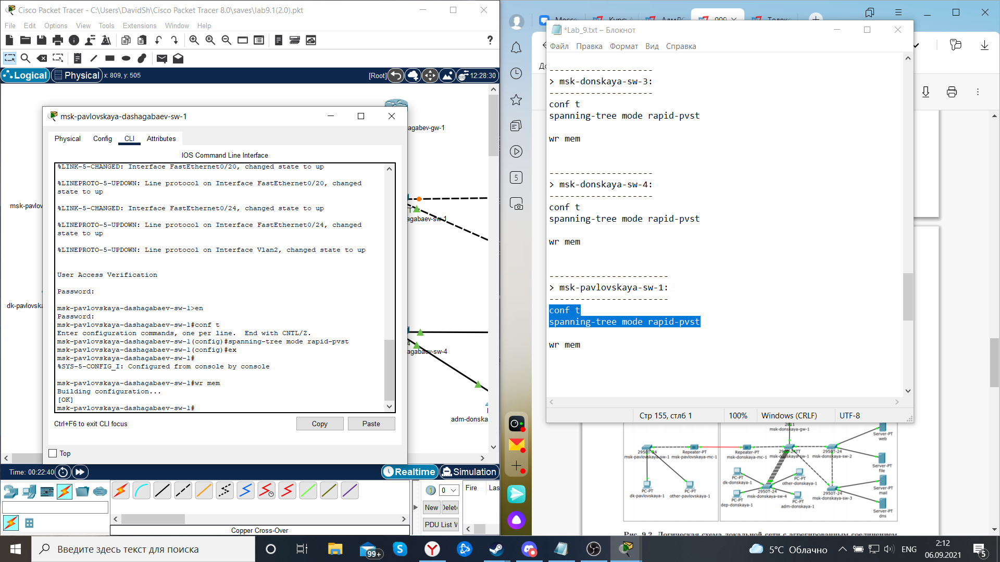 Cisco Packet Tracer - C:\Users\DavidSh\Cisco Packet Tracer 8.0\saves\lab9.1(2.0).pkt
File Edit Options View Tools Extensions Window Help
Logical Physical x: 809, y: 505 [Root] 12:28:30
agabev-gw-1
msk-pavlov
agabaev-sw-1
dk-pavlovska
agabaev-sw-4
adm-donska
msk-pavlovskaya-dashagabaev-sw-1
Physical Config CLI Attributes
IOS Command Line Interface
%LINK-5-CHANGED: Interface FastEthernet0/20, changed state to up
%LINEPROTO-5-UPDOWN: Line protocol on Interface FastEthernet0/20, changed
state to up
%LINK-5-CHANGED: Interface FastEthernet0/24, changed state to up
%LINEPROTO-5-UPDOWN: Line protocol on Interface FastEthernet0/24, changed
state to up
%LINEPROTO-5-UPDOWN: Line protocol on Interface Vlan2, changed state to up
User Access Verification
Password:
msk-pavlovskaya-dashagabaev-sw-1>en
Password:
msk-pavlovskaya-dashagabaev-sw-1#conf t
Enter configuration commands, one per line. End with CNTL/Z.
msk-pavlovskaya-dashagabaev-sw-1(config)#spanning-tree mode rapid-pvst
msk-pavlovskaya-dashagabaev-sw-1(config)#ex
msk-pavlovskaya-dashagabaev-sw-1#
%SYS-5-CONFIG_I: Configured from console by console
msk-pavlovskaya-dashagabaev-sw-1#wr mem
Building configuration...
[OK]
msk-pavlovskaya-dashagabaev-sw-1#
Ctrl+F6 to exit CLI focus
Copy Paste
Top
Time: 00:22:40
Realtime Simulation
0
Fire Las
New Delet
PDU List W
Copper Cross-Over
5
009
*Lab_9.txt – Блокнот
Файл Правка Формат Вид Справка
--------------------
> msk-donskaya-sw-3:
--------------------
conf t
spanning-tree mode rapid-pvst
wr mem
--------------------
> msk-donskaya-sw-4:
--------------------
conf t
spanning-tree mode rapid-pvst
wr mem
-----------------------
> msk-pavlovskaya-sw-1:
-----------------------
conf t
spanning-tree mode rapid-pvst
wr mem
Стр 155, стлб 1 100% Windows (CRLF) UTF-8
2811
msk-donskaya-gw-1
Server-PT
web
2950T-24
msk-pavlovskaya-sw-1
Repeater-PT
msk-pavlovskaya-mc-1
Repeater-PT
msk-donskaya-mc-1
msk-donskaya-sw-1
2950T-24
msk-donskaya-sw-2
Server-PT
file
PC-PT
dk-donskaya-1
PC-PT
other-donskaya-1
PC-PT
dk-pavlovskaya-1
PC-PT
other-pavlovskaya-1
2950T-24
msk-donskaya-sw-4
2950T-24
msk-donskaya-sw-3
Server-PT
mail
PC-PT
dep-donskaya-1
PC-PT
adm-donskaya-1
Server-PT
dns
Рис. 9.2. Логическая схема локальной сети с агрегированным соединением
Введите здесь текст для поиска
99+
5°C Облачно
ENG
2:12
06.09.2021
5